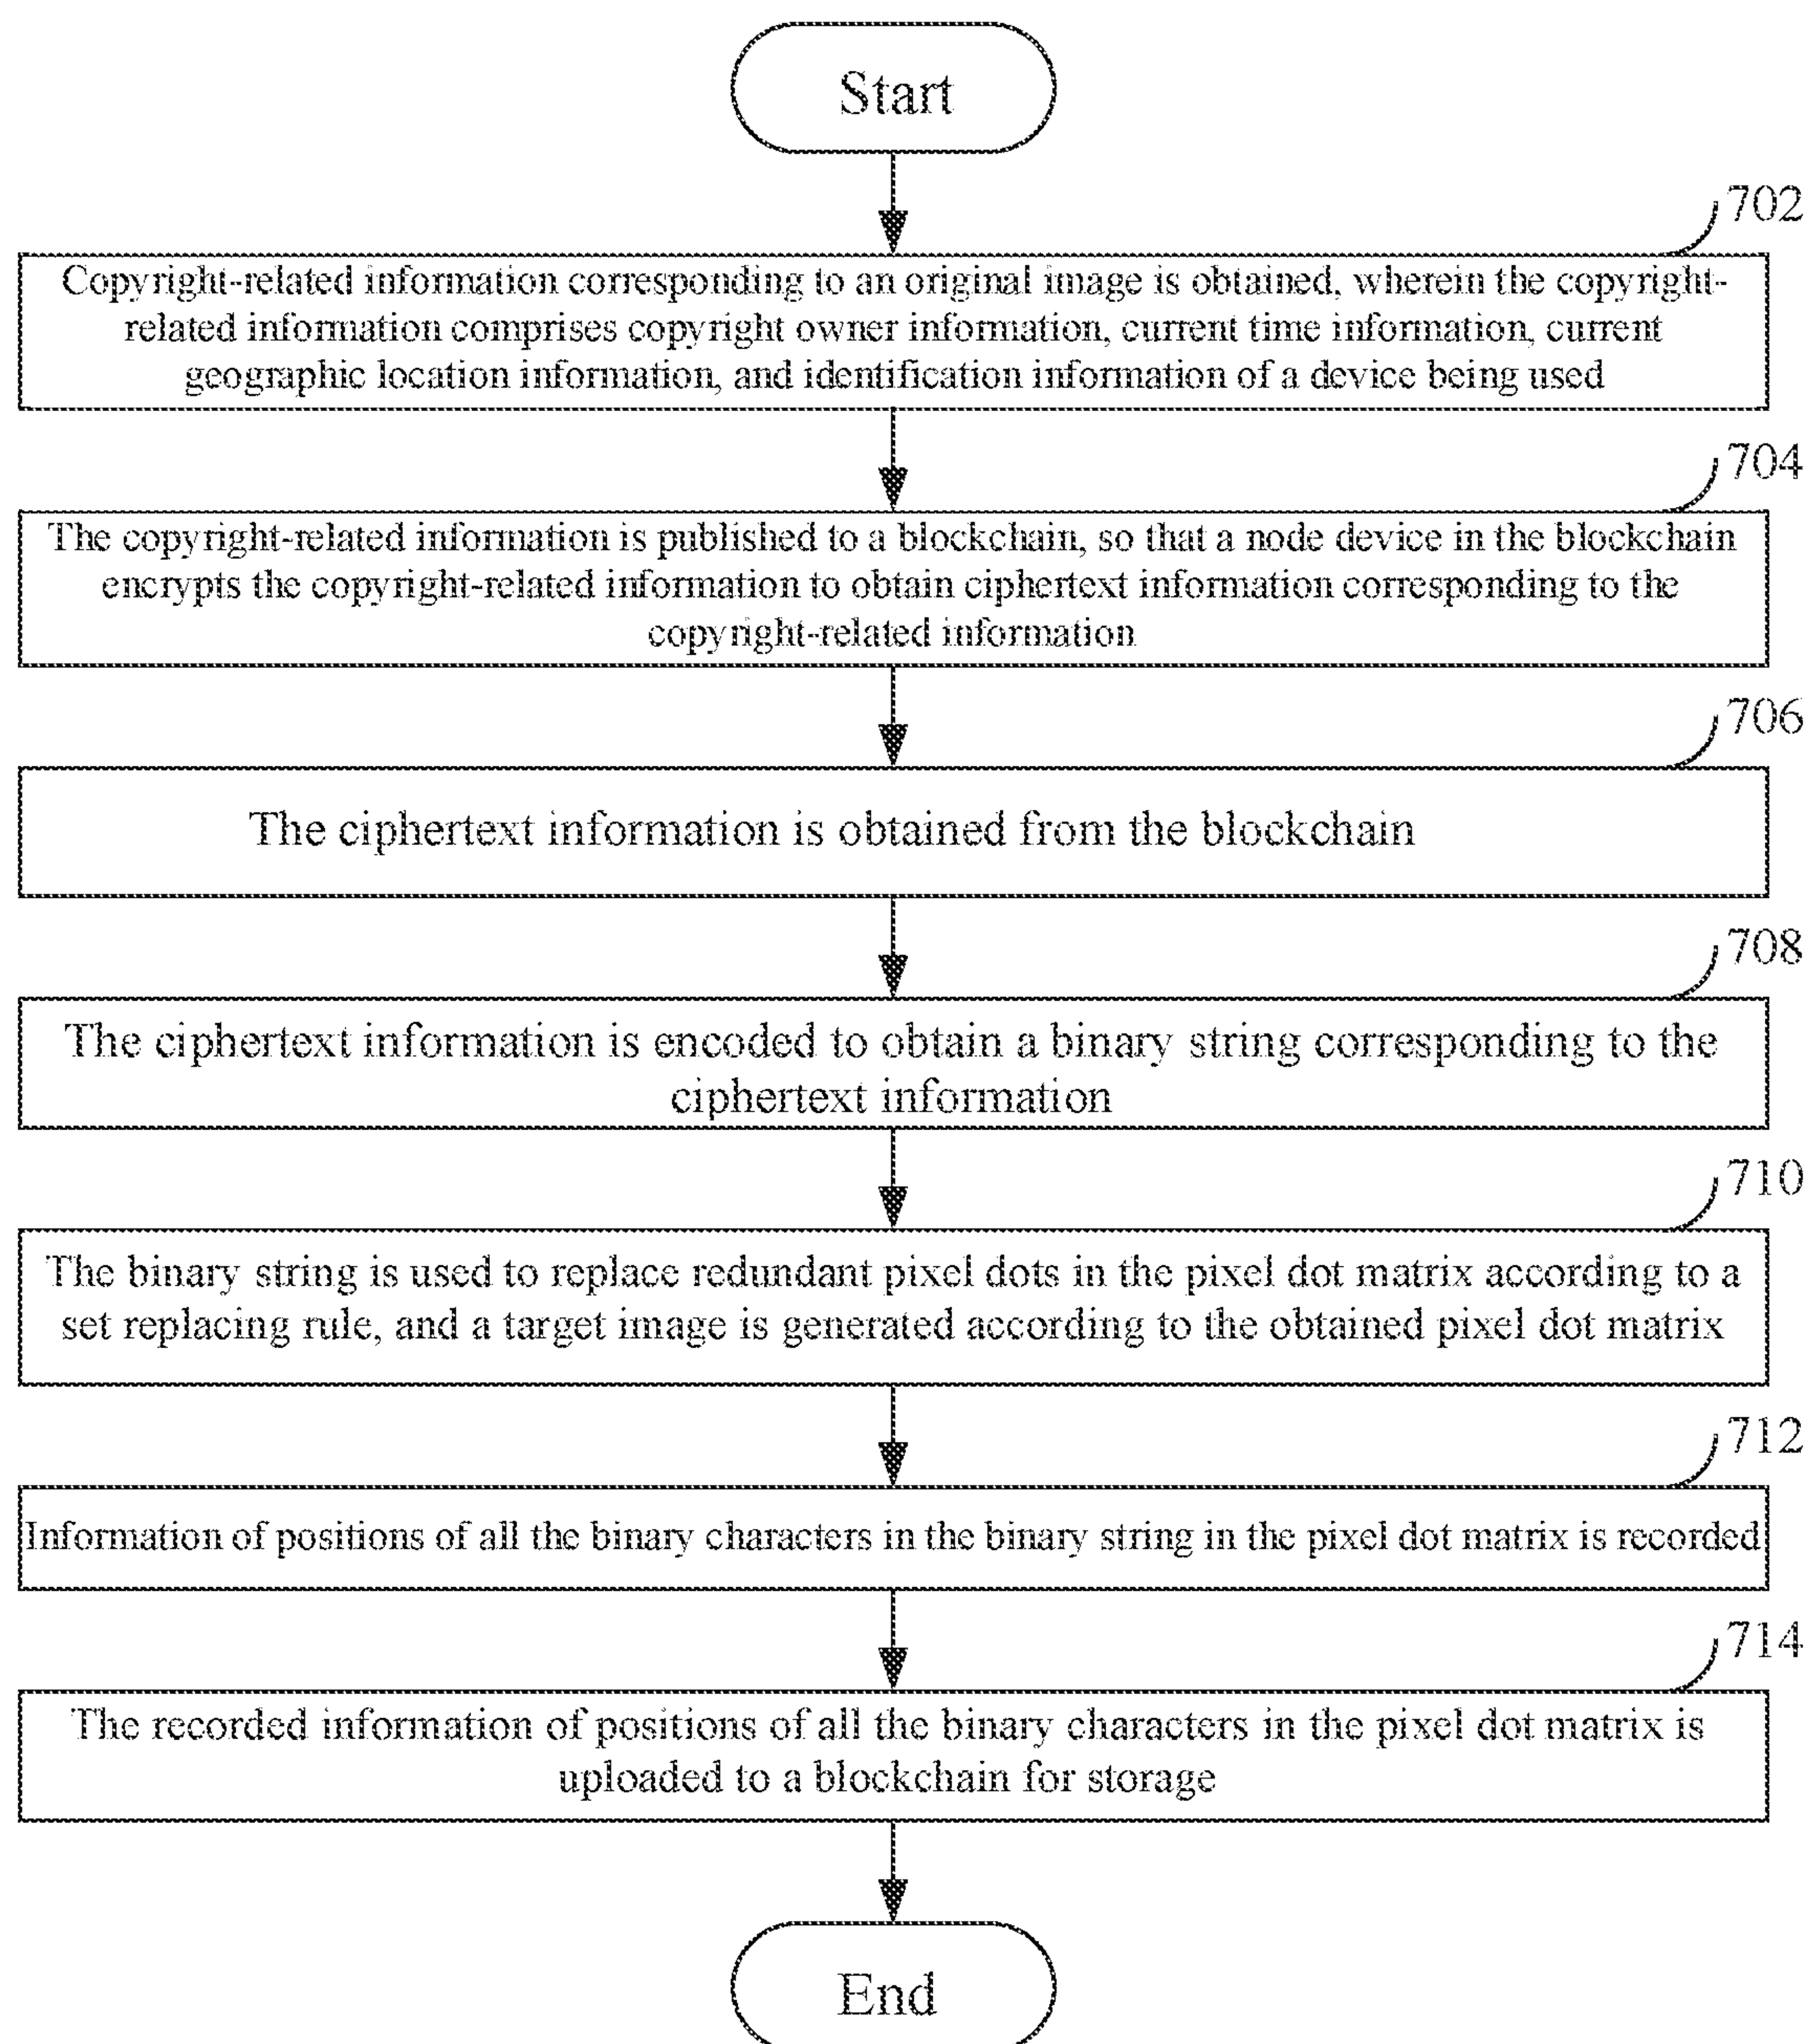 Start
702
Copyright-related information corresponding to an original image is obtained, wherein the copyright-
related information comprises copyright owner information, current time information, current
geographic location information, and identification information of a device being used
704
The copyright-related information is published to a blockchain, so that a node device in the blockchain
encrypts the copyright-related information to obtain ciphertext information corresponding to the
copyright-related information
706
The ciphertext information is obtained from the blockchain
708
The ciphertext information is encoded to obtain a binary string corresponding to the
ciphertext information
710
The binary string is used to replace redundant pixel dots in the pixel dot matrix according to a
set replacing rule, and a target image is generated according to the obtained pixel dot matrix
712
Information of positions of all the binary characters in the binary string in the pixel dot matrix is recorded
714
The recorded information of positions of all the binary characters in the pixel dot matrix is
uploaded to a blockchain for storage
End